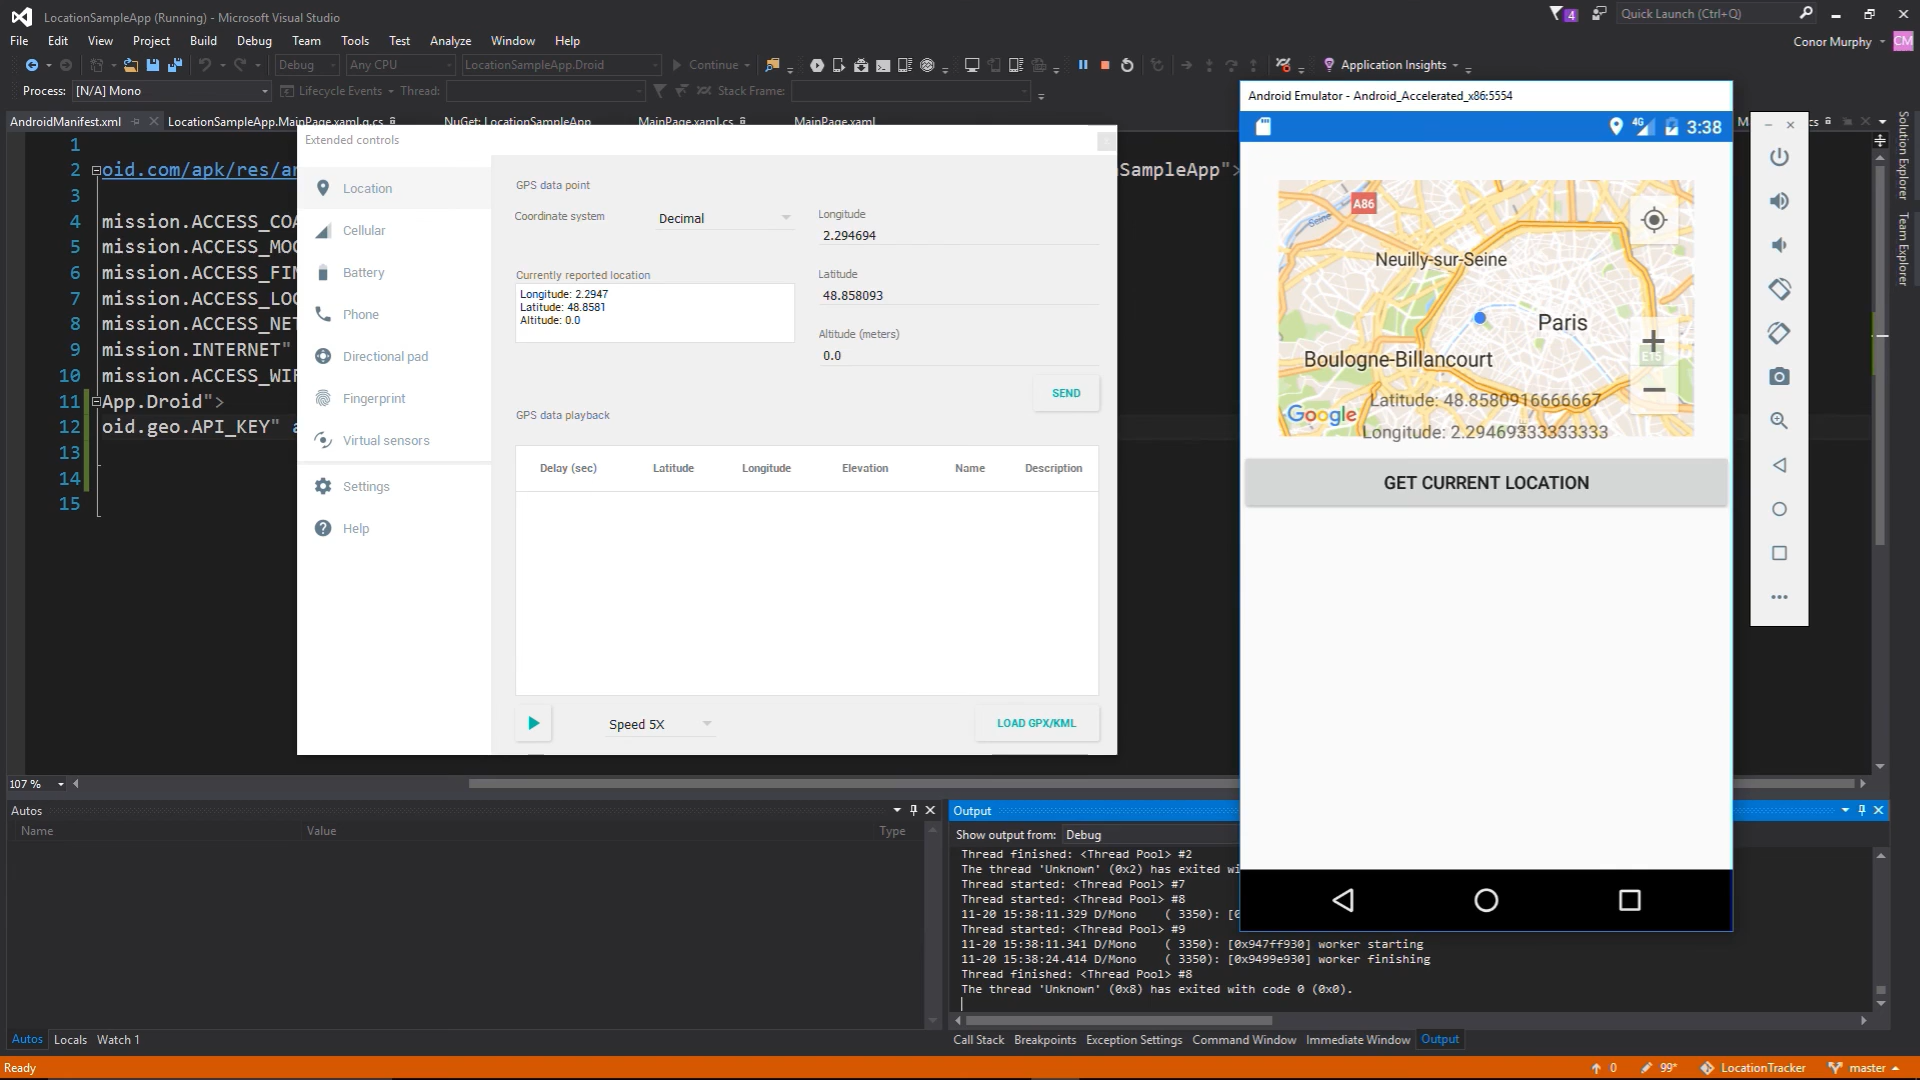 LocationSampleApp (Running) - Microsoft Visual Studio
4
Quick Launch (Ctrl+Q)
File Edit View Project Build Debug Team Tools Test Analyze Window Help
Conor Murphy CM
Debug Any CPU LocationSampleApp.Droid Continue Application Insights
Process: [N/A] Mono Lifecycle Events Thread: Stack Frame:
AndroidManifest.xml LocationSampleApp.MainPage.xaml.g.cs NuGet: LocationSampleApp MainPage.xaml.cs MainPage.xaml
1
2 oid.com/apk/res/an SampleApp">
3
4 mission.ACCESS_COA
5 mission.ACCESS_MOC
6 mission.ACCESS_FIN
7 mission.ACCESS_LOC
8 mission.ACCESS_NET
9 mission.INTERNET"
10 mission.ACCESS_WIF
11 App.Droid">
12 oid.geo.API_KEY" a
13
14
15
Extended controls
Location
Cellular
Battery
Phone
Directional pad
Fingerprint
Virtual sensors
Settings
Help
GPS data point
Coordinate system Decimal
Longitude
2.294694
Currently reported location
Longitude: 2.2947
Latitude: 48.8581
Altitude: 0.0
Latitude
48.858093
Altitude (meters)
0.0
SEND
GPS data playback
Delay (sec) Latitude Longitude Elevation Name Description
Speed 5X
LOAD GPX/KML
Android Emulator - Android_Accelerated_x86:5554
4G 3:38
A86
Seine
Neuilly-sur-Seine
Paris
E15
Boulogne-Billancourt
Google
Latitude: 48.8580916666667
Longitude: 2.29469333333333
GET CURRENT LOCATION
Solution Explorer
Team Explorer
107 %
Autos
Name Value Type
Autos Locals Watch 1
Output
Show output from: Debug
Thread finished: <Thread Pool> #2
The thread 'Unknown' (0x2) has exited wi
Thread started: <Thread Pool> #7
Thread started: <Thread Pool> #8
11-20 15:38:11.329 D/Mono ( 3350): [0
Thread started: <Thread Pool> #9
11-20 15:38:11.341 D/Mono ( 3350): [0x947ff930] worker starting
11-20 15:38:24.414 D/Mono ( 3350): [0x9499e930] worker finishing
Thread finished: <Thread Pool> #8
The thread 'Unknown' (0x8) has exited with code 0 (0x0).
Call Stack Breakpoints Exception Settings Command Window Immediate Window Output
Ready
0 99* LocationTracker master